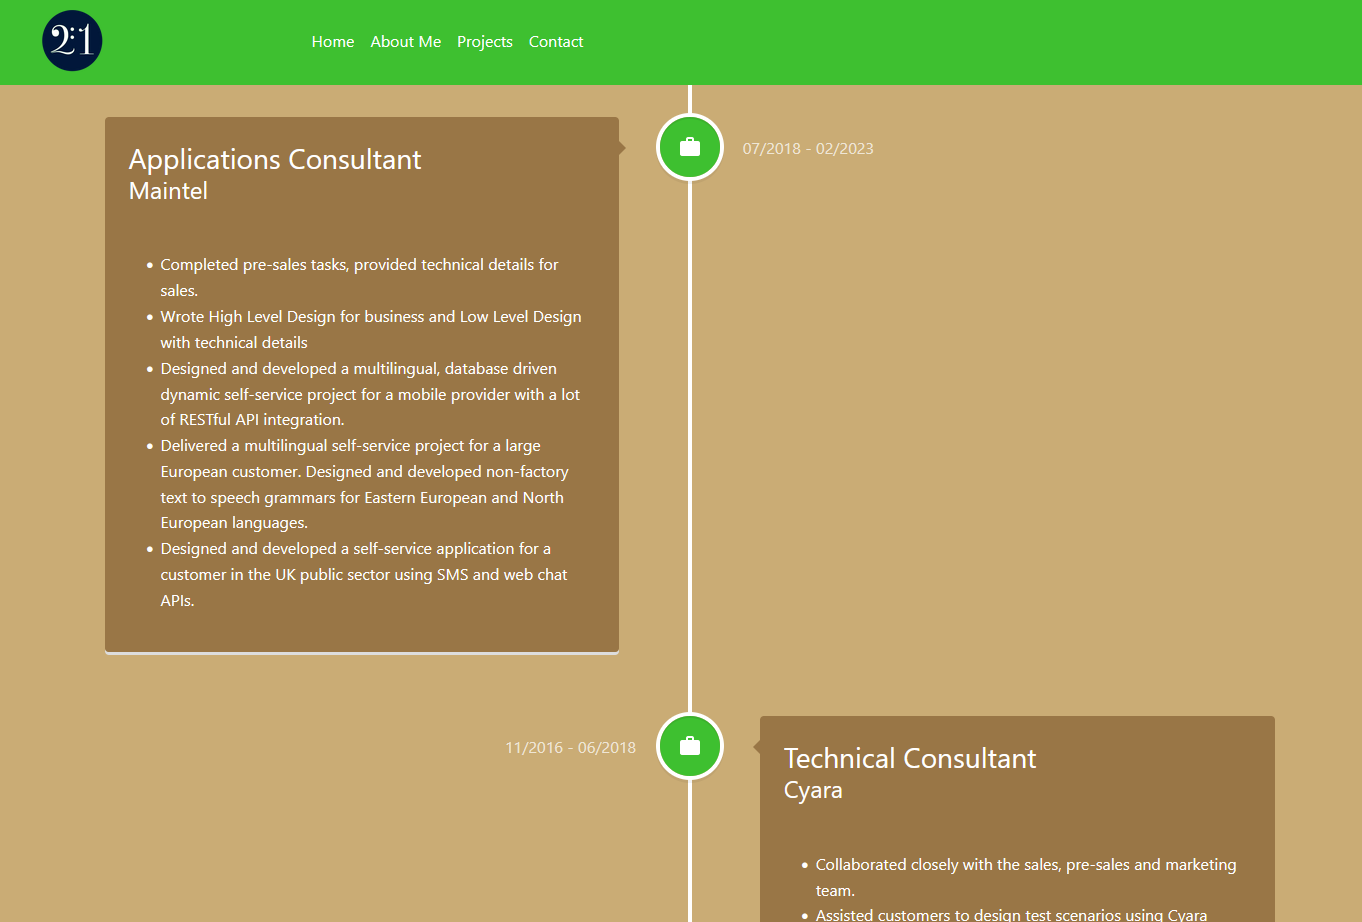 2:1
Home About Me Projects Contact
Applications Consultant
Maintel
07/2018 - 02/2023
• Completed pre-sales tasks, provided technical details for
sales.
• Wrote High Level Design for business and Low Level Design
with technical details
• Designed and developed a multilingual, database driven
dynamic self-service project for a mobile provider with a lot
of RESTful API integration.
• Delivered a multilingual self-service project for a large
European customer. Designed and developed non-factory
text to speech grammars for Eastern European and North
European languages.
• Designed and developed a self-service application for a
customer in the UK public sector using SMS and web chat
APIs.
11/2016 - 06/2018
Technical Consultant
Cyara
• Collaborated closely with the sales, pre-sales and marketing
team.
• Assisted customers to design test scenarios using Cyara